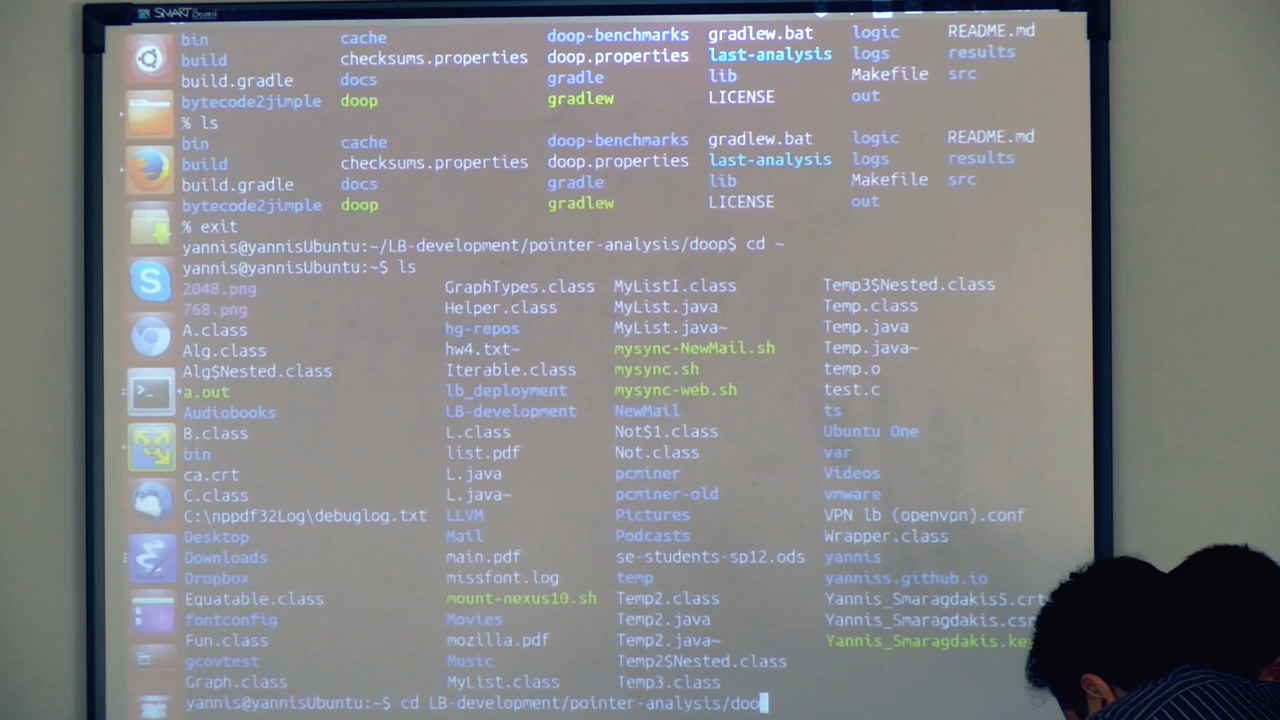 SMART Board
bin cache doop-benchmarks gradlew.bat logic README.md
build checksums.properties doop.properties last-analysis logs results
build.gradle docs gradle lib Makefile src
bytecode2jimple doop gradlew LICENSE out
% ls
bin cache doop-benchmarks gradlew.bat logic README.md
build checksums.properties doop.properties last-analysis logs results
build.gradle docs gradle lib Makefile src
bytecode2jimple doop gradlew LICENSE out
% exit
yannis@yannisUbuntu:~/LB-development/pointer-analysis/doop$ cd ~
yannis@yannisUbuntu:~$ ls
2048.png GraphTypes.class MyListI.class Temp3$Nested.class
768.png Helper.class MyList.java Temp.class
A.class hg-repos MyList.java~ Temp.java
Alg.class hw4.txt~ mysync-NewMail.sh Temp.java~
Alg$Nested.class Iterable.class mysync.sh temp.o
a.out lb_deployment mysync-web.sh test.c
Audiobooks LB-development NewMail ts
B.class L.class Not$1.class Ubuntu One
bin list.pdf Not.class var
ca.crt L.java pcminer Videos
C.class L.java~ pcminer-old vmware
C:\nppdf32Log\debuglog.txt LLVM Pictures VPN lb (openvpn).conf
Desktop Mail Podcasts Wrapper.class
Downloads main.pdf se-students-sp12.ods yannis
Dropbox missfont.log temp yanniss.github.io
Equatable.class mount-nexus10.sh Temp2.class Yannis_Smaragdakis5.crt
fontconfig Movies Temp2.java Yannis_Smaragdakis.csr
Fun.class mozilla.pdf Temp2.java~ Yannis_Smaragdakis.ke
gcovtest Music Temp2$Nested.class
Graph.class MyList.class Temp3.class
yannis@yannisUbuntu:~$ cd LB-development/pointer-analysis/doo